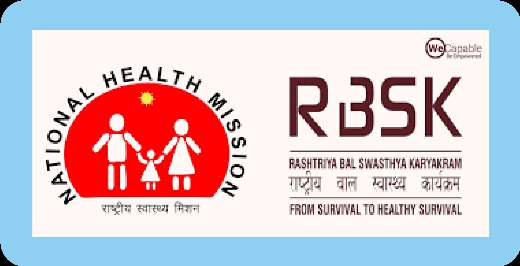 WeCapable
Be Empowered
NATIONAL HEALTH MISSION
राष्ट्रीय स्वास्थ्य मिशन
RBSK
RASHTRIYA BAL SWASTHYA KARYAKRAM
राष्ट्रीय वाल स्वास्थ्य कार्यक्रम
FROM SURVIVAL TO HEALTHY SURVIVAL